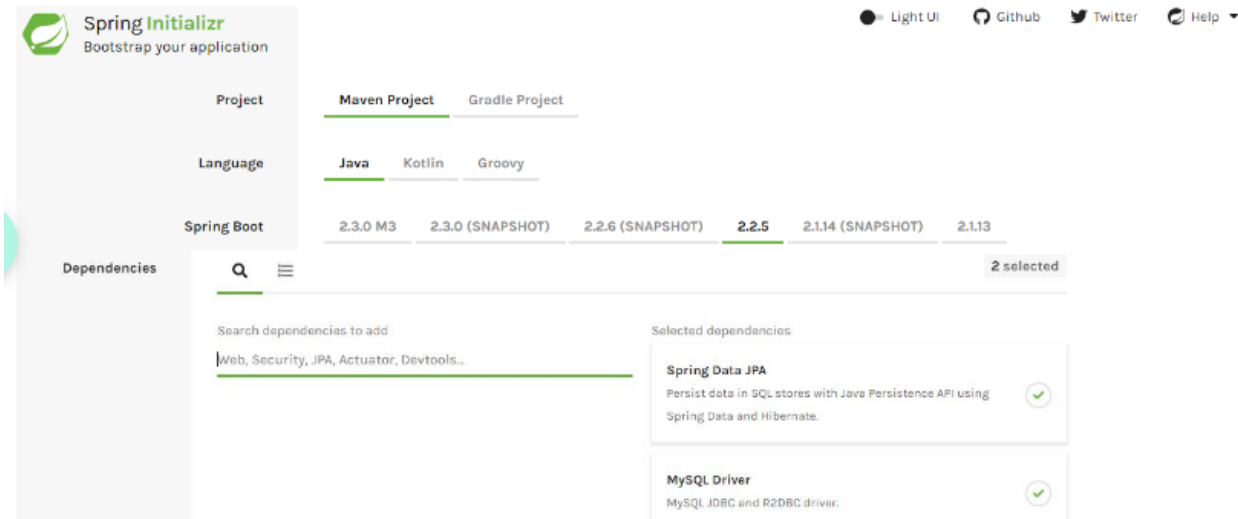 Spring Initializr
Bootstrap your application
Light UI Github Twitter Help
Project Maven Project Gradle Project
Language Java Kotlin Groovy
Spring Boot 2.3.0 M3 2.3.0 (SNAPSHOT) 2.2.6 (SNAPSHOT) 2.2.5 2.1.14 (SNAPSHOT) 2.1.13
Dependencies 2 selected
Search dependencies to add
Web, Security, JPA, Actuator, Devtools...
Selected dependencies
Spring Data JPA
Persist data in SQL stores with Java Persistence API using
Spring Data and Hibernate.
MySQL Driver
MySQL JDBC and R2DBC driver.